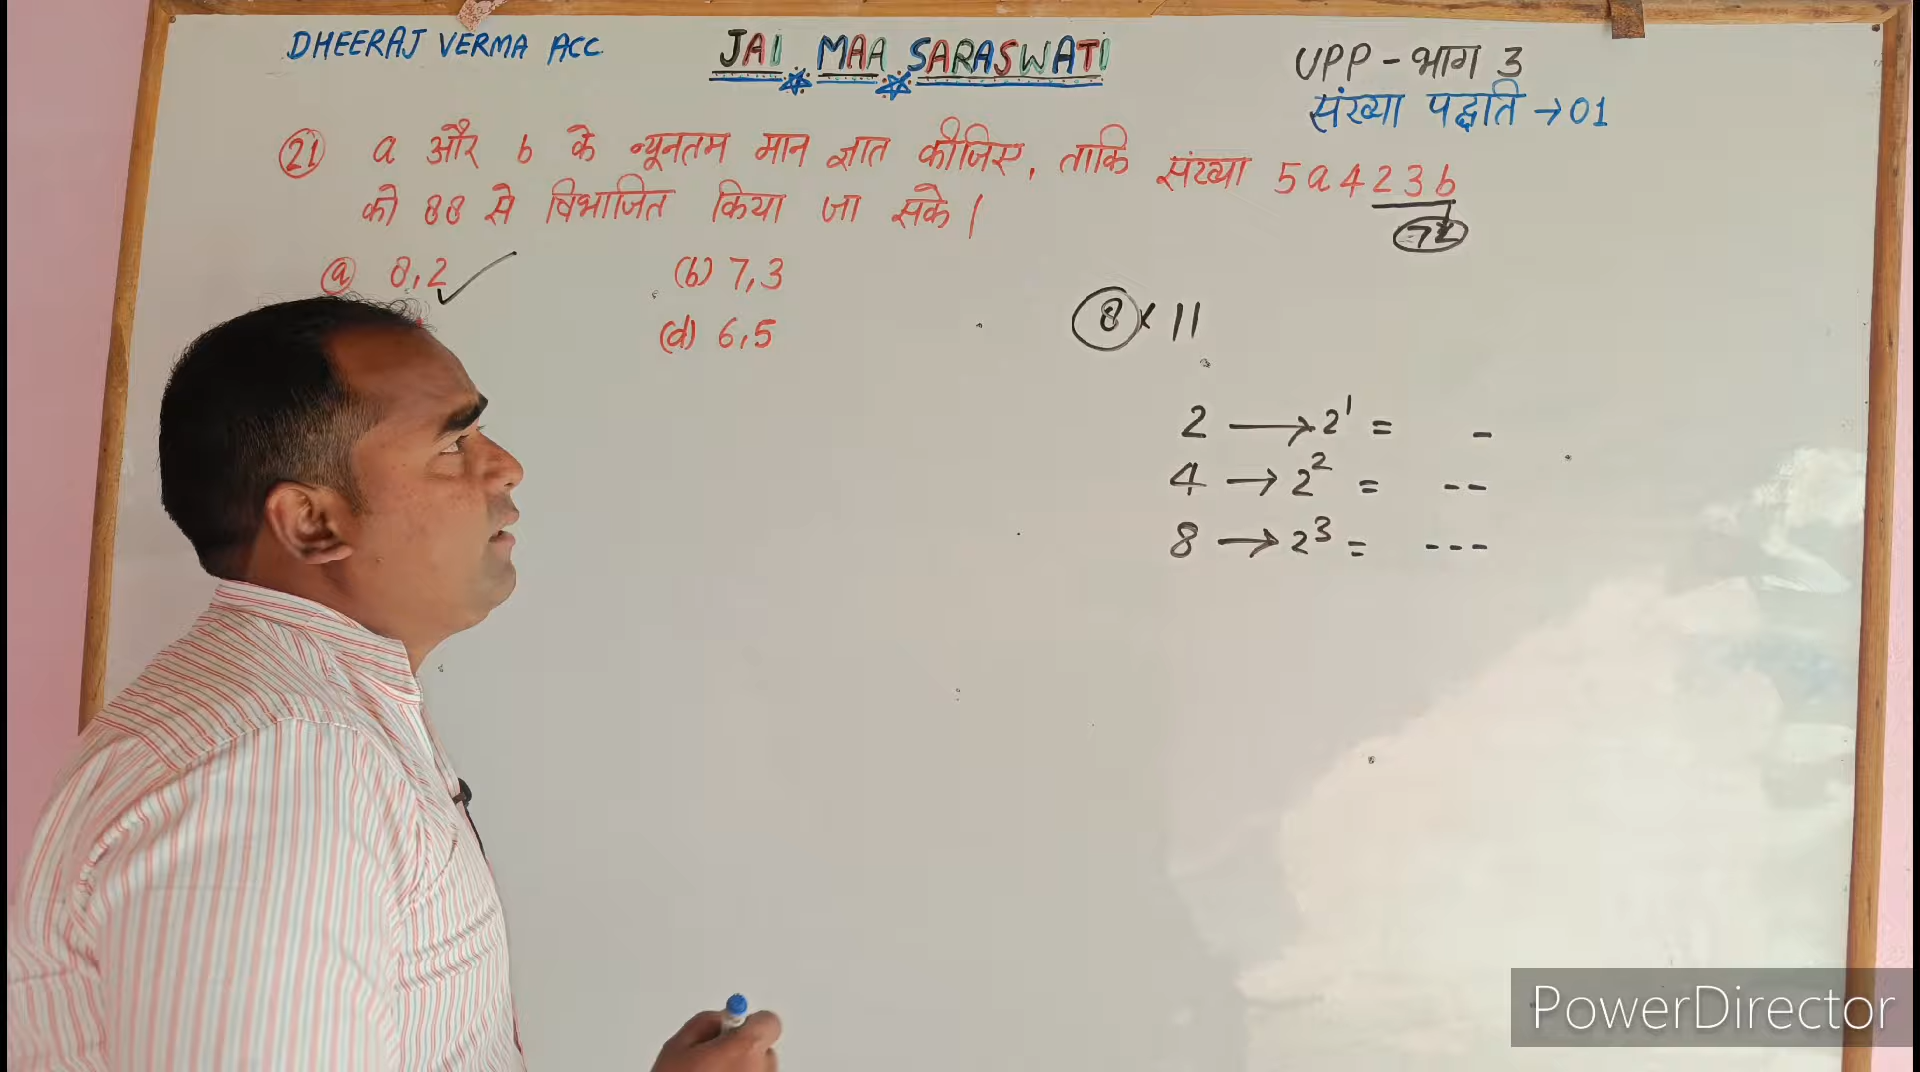 DHEERAJ VERMA ACC
JAI MAA SARASWATI
UPP - भाग 3
संख्या पद्धति → 01
(21) a और b के न्यूनतम मान ज्ञात कीजिए, ताकि संख्या 5a423b
को 88 से विभाजित किया जा सके।
(a) 8,2
(b) 7,3
(d) 6,5
8 × 11
2 → 2¹ = -
4 → 2² = --
8 → 2³ = ---
PowerDirector